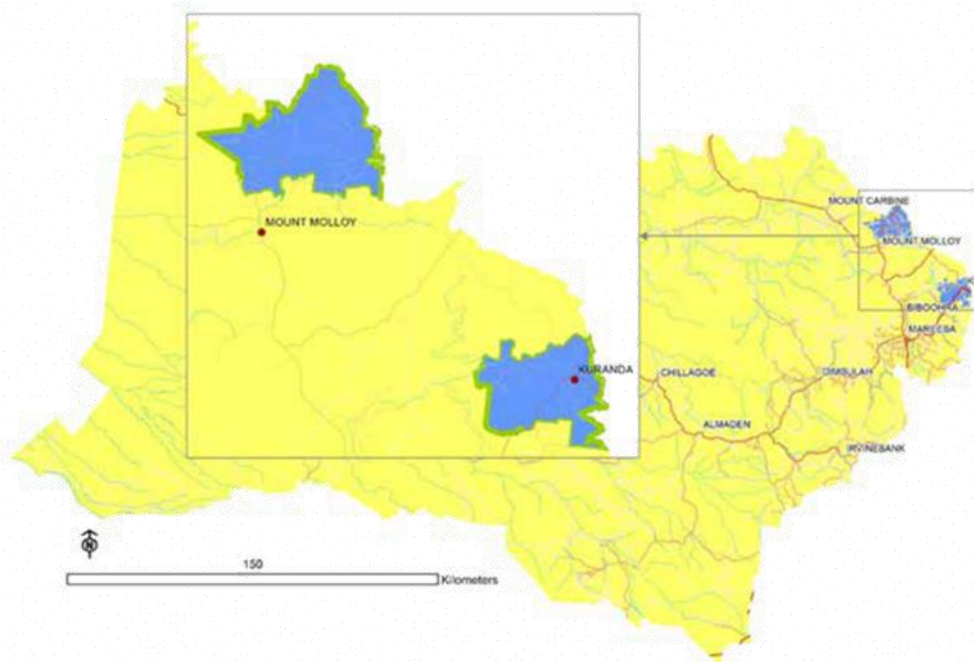 MOUNT CARBINE
MOUNT MOLLOY
MOUNT MOLLOY
K
BIBOOHRA
MAREEBA
KURANDA
CHILLAGOE
DIMBULAH
ALMADEN
IRVINEBANK
N
150
Kilometers